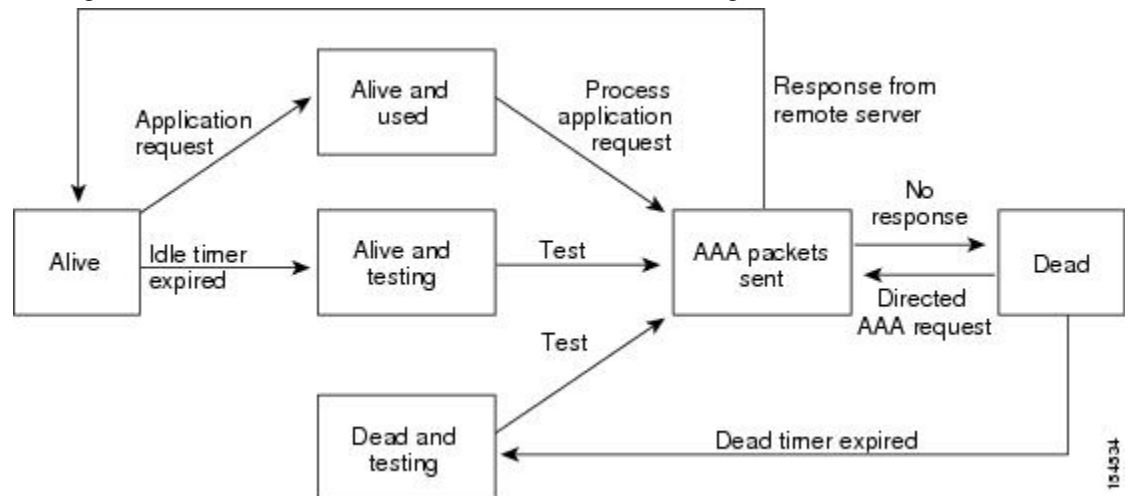 Alive and
used
Process
application
request
Response from
remote server
Application
request
No
response
Alive
Idle timer
expired
Alive and
testing
Test
AAA packets
sent
Dead
Directed
AAA request
Test
Dead and
testing
Dead timer expired
154534